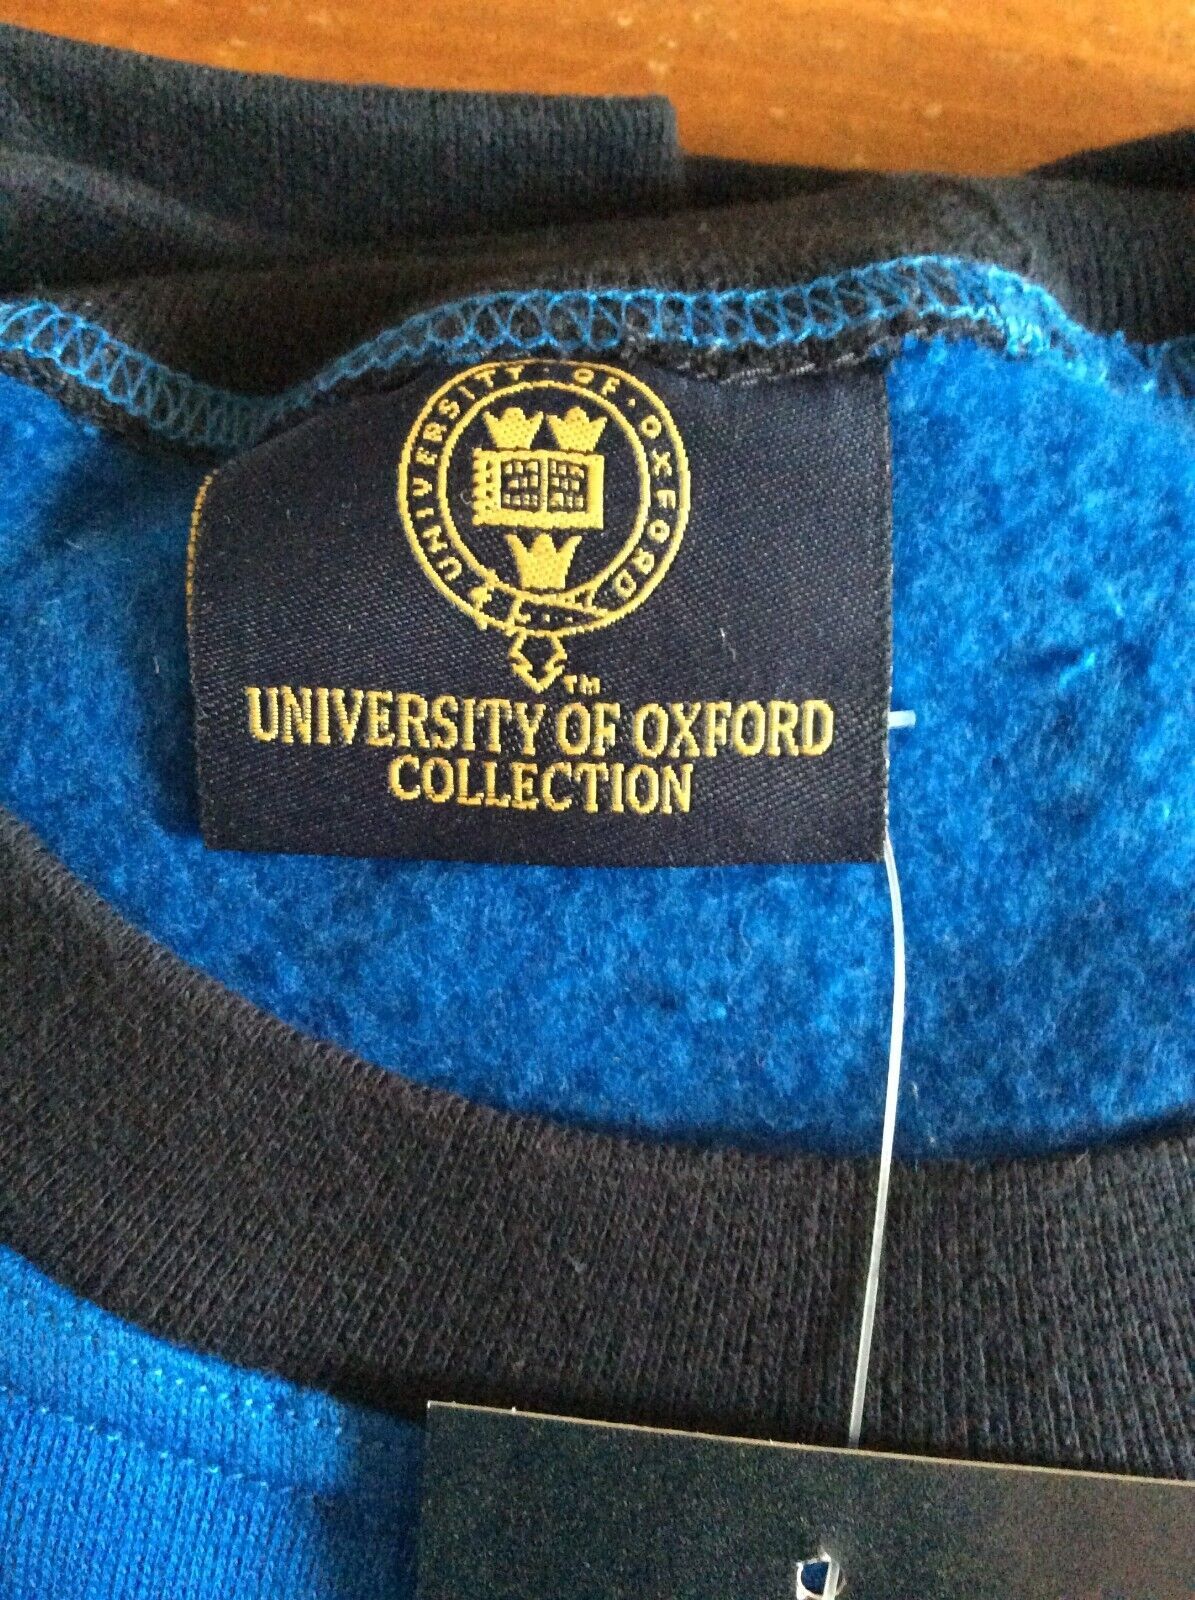 UNIVERSITY · OF · OXFORD
TM
UNIVERSITY OF OXFORD
COLLECTION